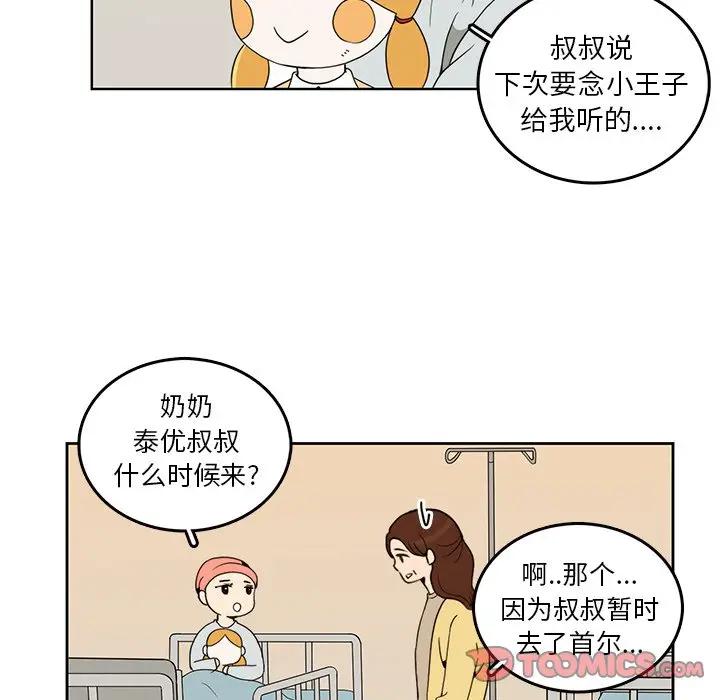 叔叔说
下次要念小王子
给我听的....
奶奶
泰优叔叔
什么时候来?
啊..那个...
因为叔叔暂时
去了首尔...
TOOMICS
TOOMICS.COM